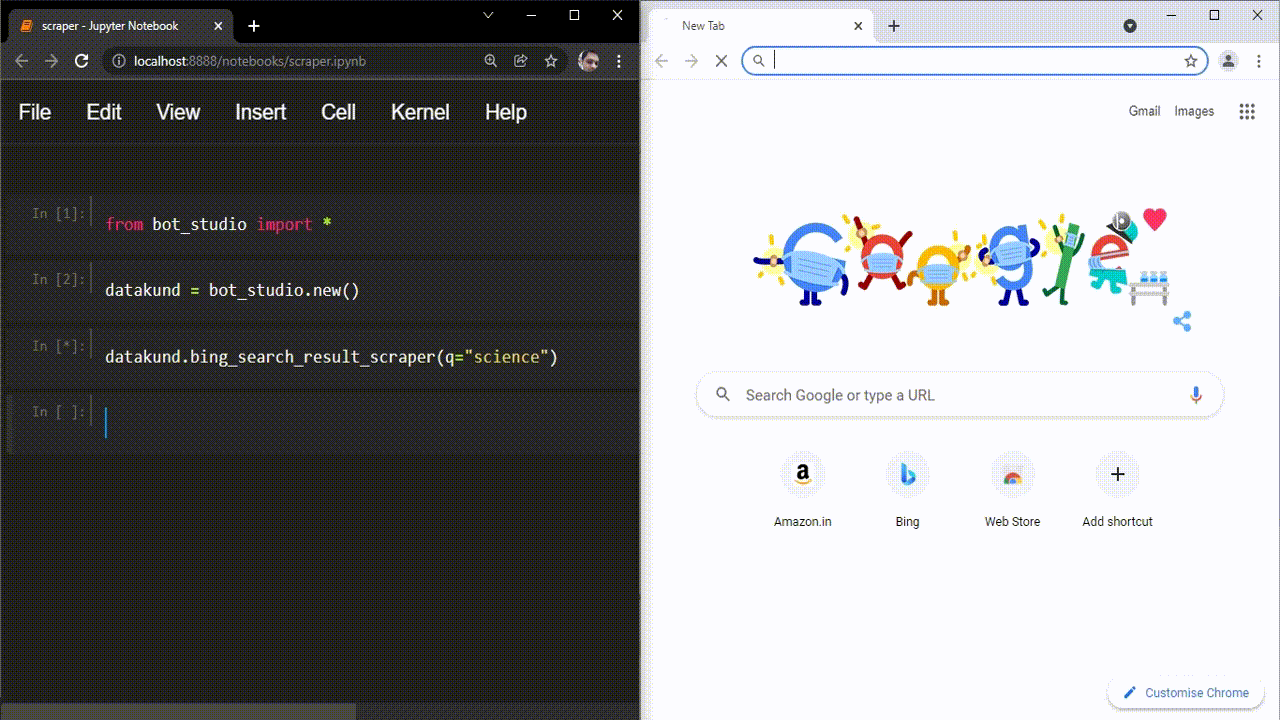 scraper - Jupyter Notebook
localhost:8888/notebooks/scraper.ipynb
File Edit View Insert Cell Kernel Help
In [1]:
from bot_studio import *
In [2]:
datakund = bot_studio.new()
In [*]:
datakund.bing_search_result_scraper(q="science")
In [ ]:
New Tab
Gmail Images
Google
Search Google or type a URL
a
Amazon.in Bing Web Store Add shortcut
Customise Chrome